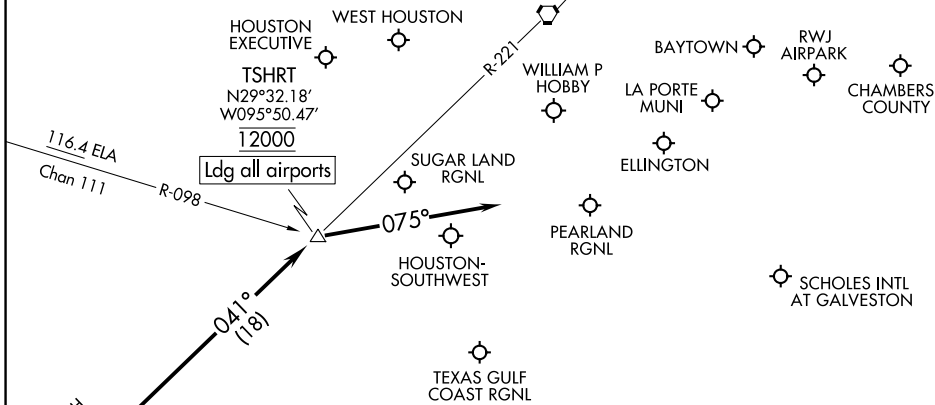 HOUSTON
EXECUTIVE
WEST HOUSTON
TSHRT
N29°32.18'
W095°50.47'
12000
Ldg all airports
116.4 ELA
Chan 111
R-098
R-221
WILLIAM P
HOBBY
BAYTOWN
RWJ
AIRPARK
CHAMBERS
COUNTY
LA PORTE
MUNI
ELLINGTON
SUGAR LAND
RGNL
075°
HOUSTON-
SOUTHWEST
PEARLAND
RGNL
SCHOLES INTL
AT GALVESTON
041°
(18)
TEXAS GULF
COAST RGNL